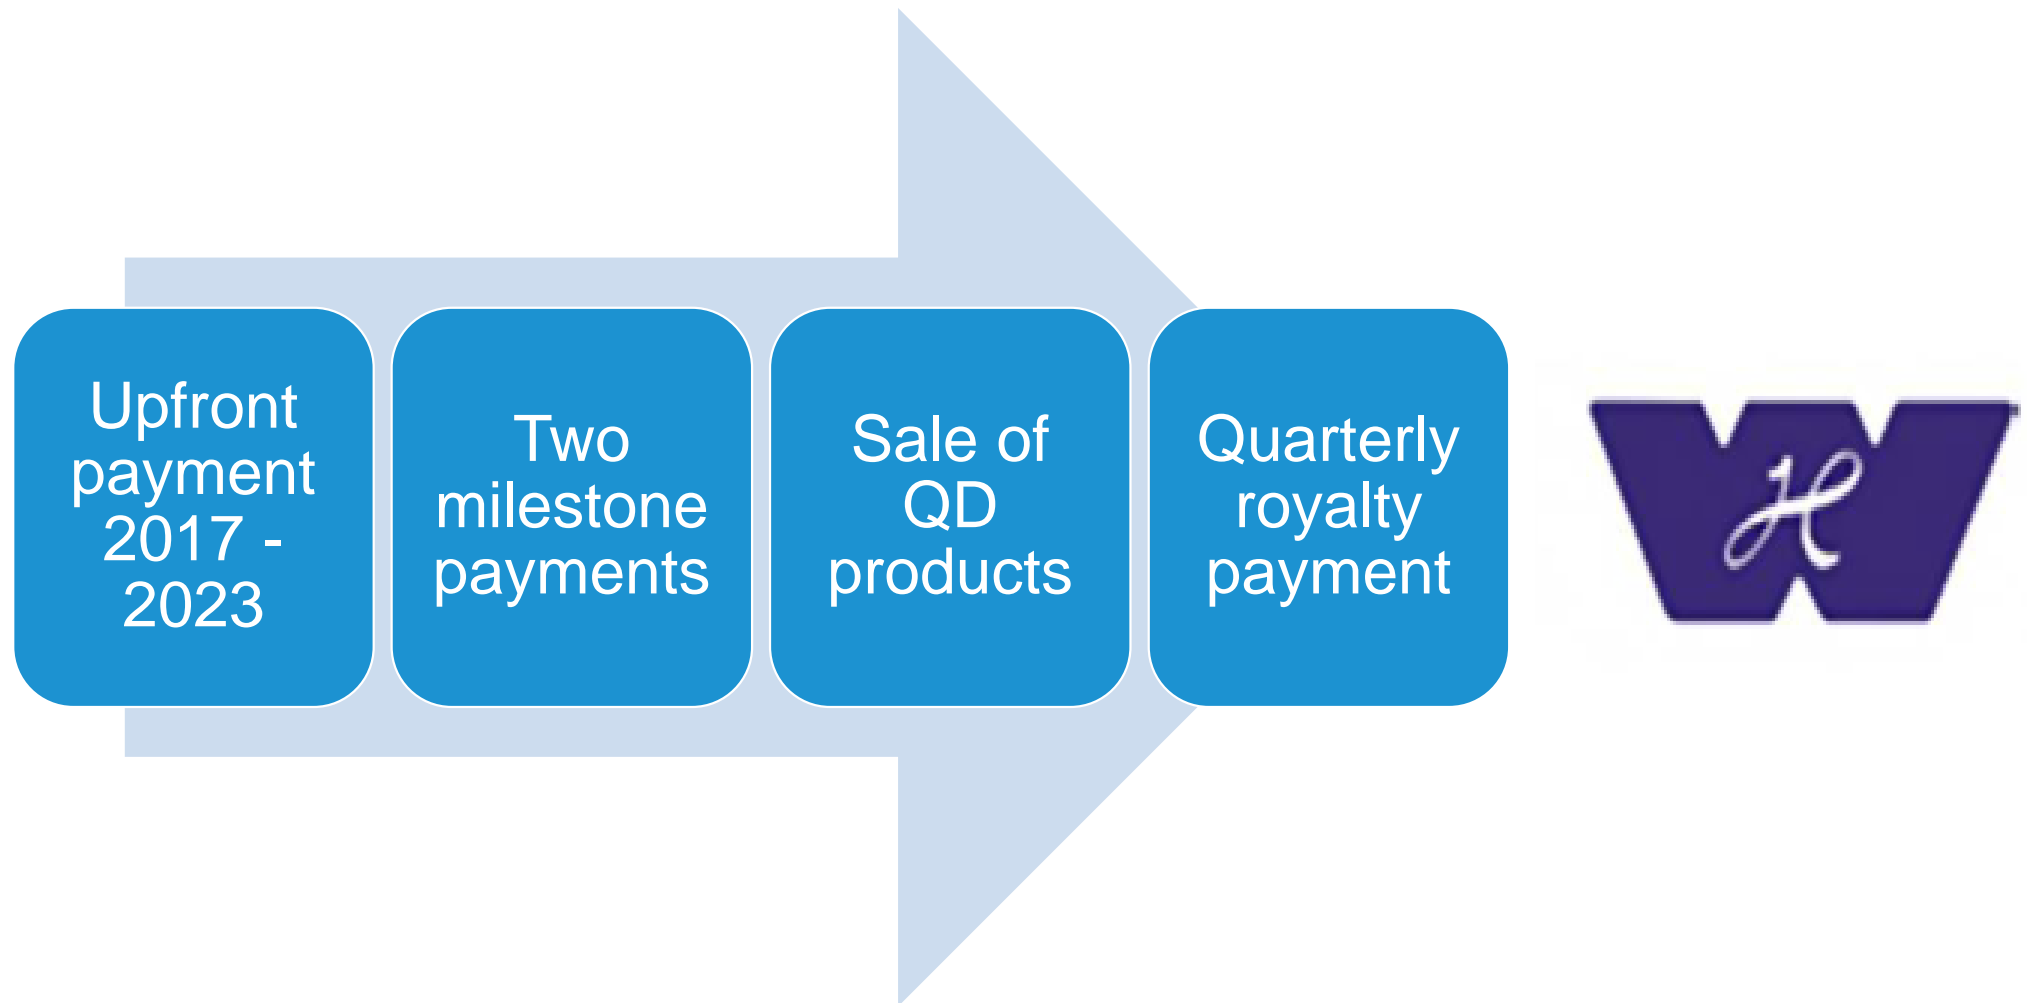 Upfront
payment
2017 -
2023
Two
milestone
payments
Sale of
QD
products
Quarterly
royalty
payment
W
H